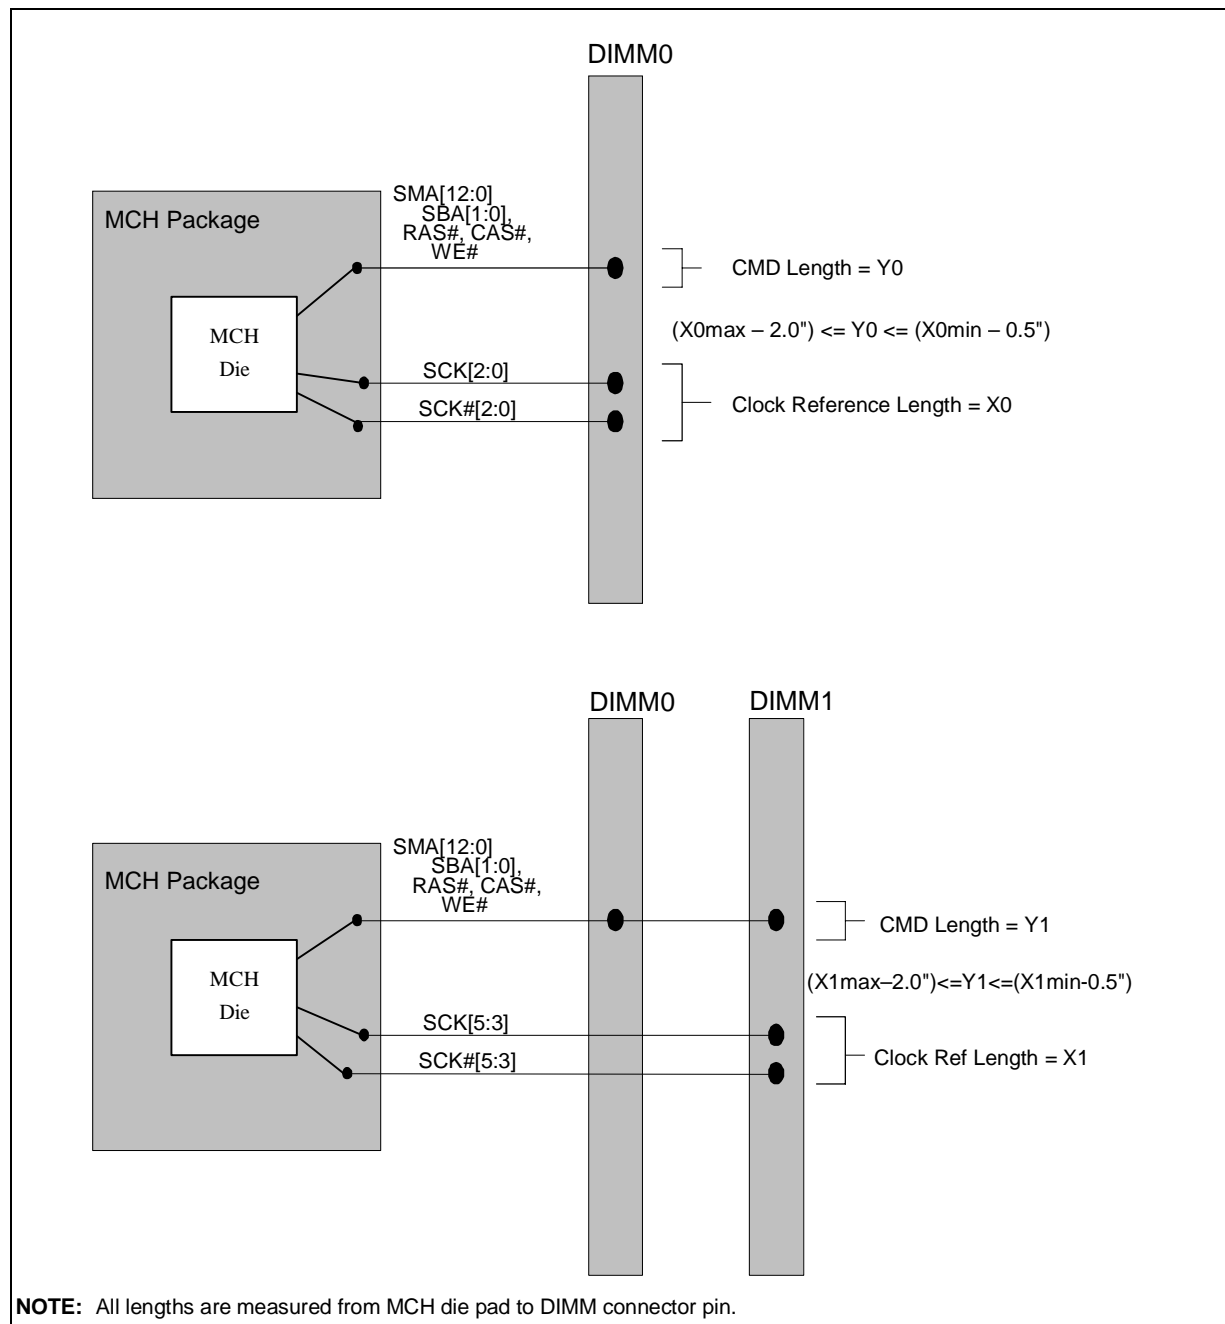 DIMM0
SMA[12:0]
SBA[1:0],
RAS#, CAS#,
WE#
MCH Package
CMD Length = Y0
(X0max – 2.0") <= Y0 <= (X0min – 0.5")
MCH
Die
SCK[2:0]
SCK#[2:0]
Clock Reference Length = X0
DIMM0 DIMM1
SMA[12:0]
SBA[1:0],
RAS#, CAS#,
WE#
MCH Package
CMD Length = Y1
(X1max–2.0")<=Y1<=(X1min-0.5")
MCH
Die
SCK[5:3]
SCK#[5:3]
Clock Ref Length = X1
NOTE: All lengths are measured from MCH die pad to DIMM connector pin.